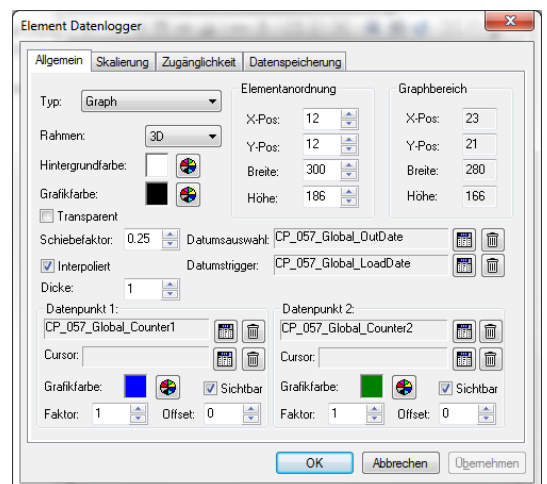 Element Datenlogger
Allgemein Skalierung Zugänglichkeit Datenspeicherung
Typ: Graph
Rahmen: 3D
Hintergrundfarbe:
Grafikfarbe:
Transparent
Elementanordnung
X-Pos: 12
Y-Pos: 12
Breite: 300
Höhe: 186
Graphbereich
X-Pos: 23
Y-Pos: 21
Breite: 280
Höhe: 166
Schiebefaktor: 0.25 Datumsauswahl: CP_057_Global_OutDate
Interpoliert Datumstrigger: CP_057_Global_LoadDate
Dicke: 1
Datenpunkt 1:
CP_057_Global_Counter1
Cursor:
Grafikfarbe: Sichtbar
Faktor: 1 Offset: 0
Datenpunkt 2:
CP_057_Global_Counter2
Cursor:
Grafikfarbe: Sichtbar
Faktor: 1 Offset: 0
OK Abbrechen Übernehmen